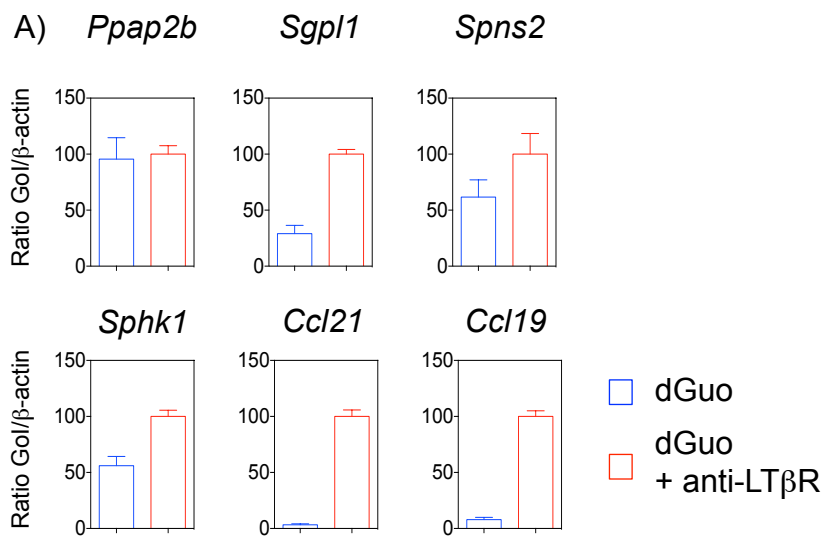 A) Ppap2b Sgpl1 Spns2
Ratio GoI/β-actin
150 150 150
100 100 100
50 50 50
0 0 0
Sphk1 Ccl21 Ccl19
Ratio GoI/β-actin
150 150 150
100 100 100
50 50 50
0 0 0
dGuo
dGuo
+ anti-LTβR